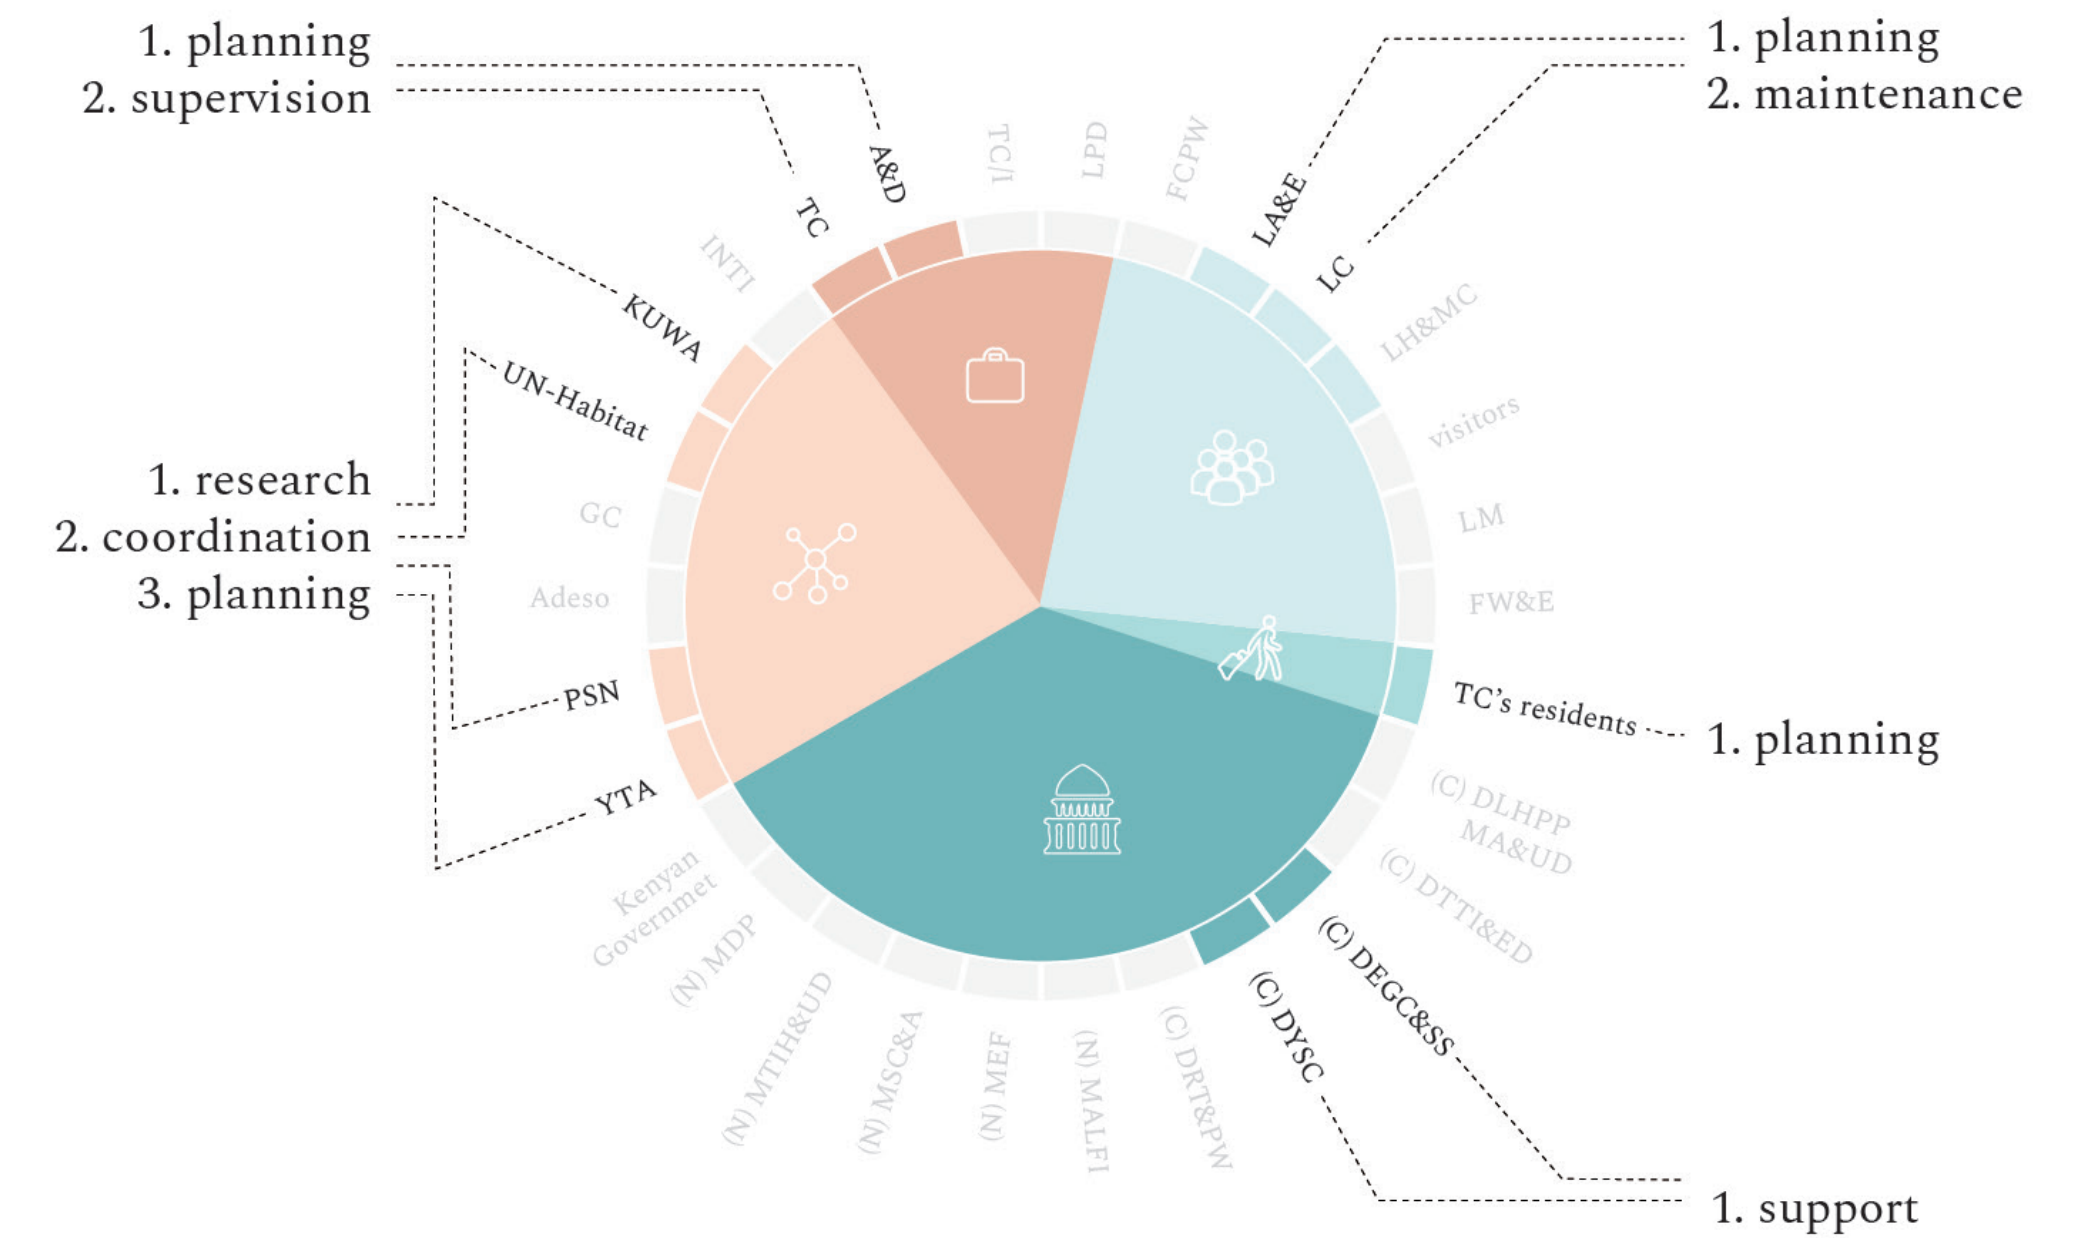 1. planning
2. supervision
1. planning
2. maintenance
TC
A&D
TC/I
LPD
FCPW
LA&E
LC
LH&MC
visitors
LM
FW&E
TC's residents
1. planning
(C) DLHPP
MA&UD
(C) DTTI&ED
(C) DEGC&SS
(C) DYSC
1. support
(C) DRT&PW
(N) MALFI
(N) MEF
(N) MSC&A
(N) MTIH&UD
(N) MDP
Kenyan
Governmet
YTA
PSN
Adeso
GC
UN-Habitat
KUWA
INTI
1. research
2. coordination
3. planning